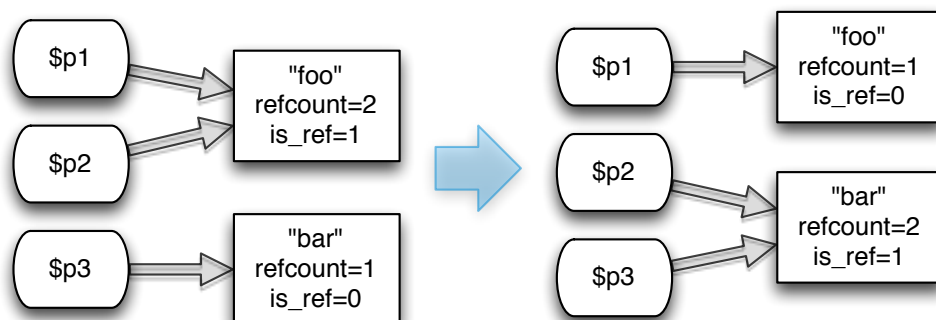 $p1
"foo"
refcount=2
is_ref=1
$p2
$p3
"bar"
refcount=1
is_ref=0
$p1
"foo"
refcount=1
is_ref=0
$p2
"bar"
refcount=2
is_ref=1
$p3